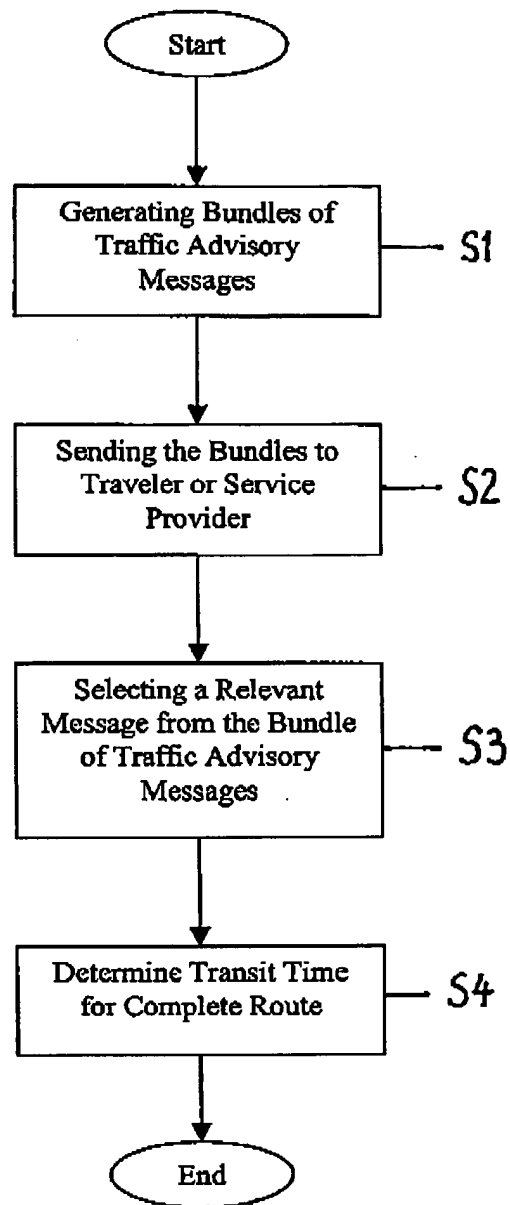 Start
Generating Bundles of
Traffic Advisory
Messages
S1
Sending the Bundles to
Traveler or Service
Provider
S2
Selecting a Relevant
Message from the Bundle
of Traffic Advisory
Messages
S3
Determine Transit Time
for Complete Route
S4
End